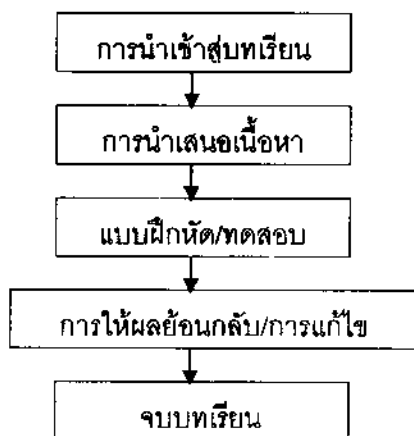 การนำเข้าสู่บทเรียน
การนำเสนอเนื้อหา
แบบฝึกหัด/ทดสอบ
การให้ผลย้อนกลับ/การแก้ไข
จบบทเรียน